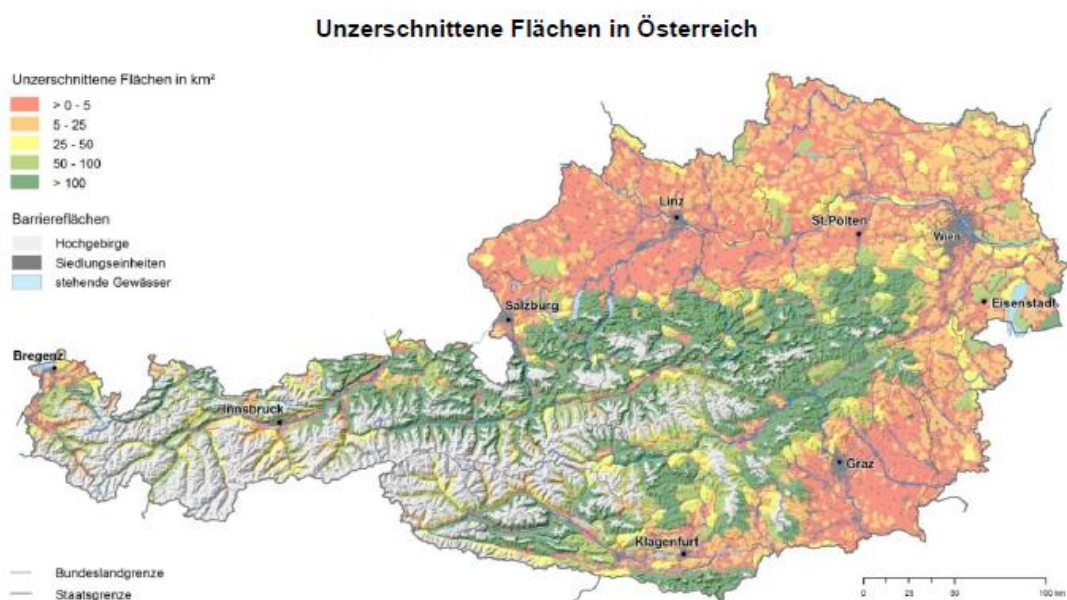 Unzerschnittene Flächen in Österreich
Unzerschnittene Flächen in km²
> 0 - 5
5 - 25
25 - 50
50 - 100
> 100
Barriereflächen
Hochgebirge
Siedlungseinheiten
stehende Gewässer
Linz
St.Pölten
Wien
Salzburg
Eisenstadt
Bregenz
Innsbruck
Graz
Klagenfurt
Bundeslandgrenze
Staatsgrenze
0 25 50 100 km